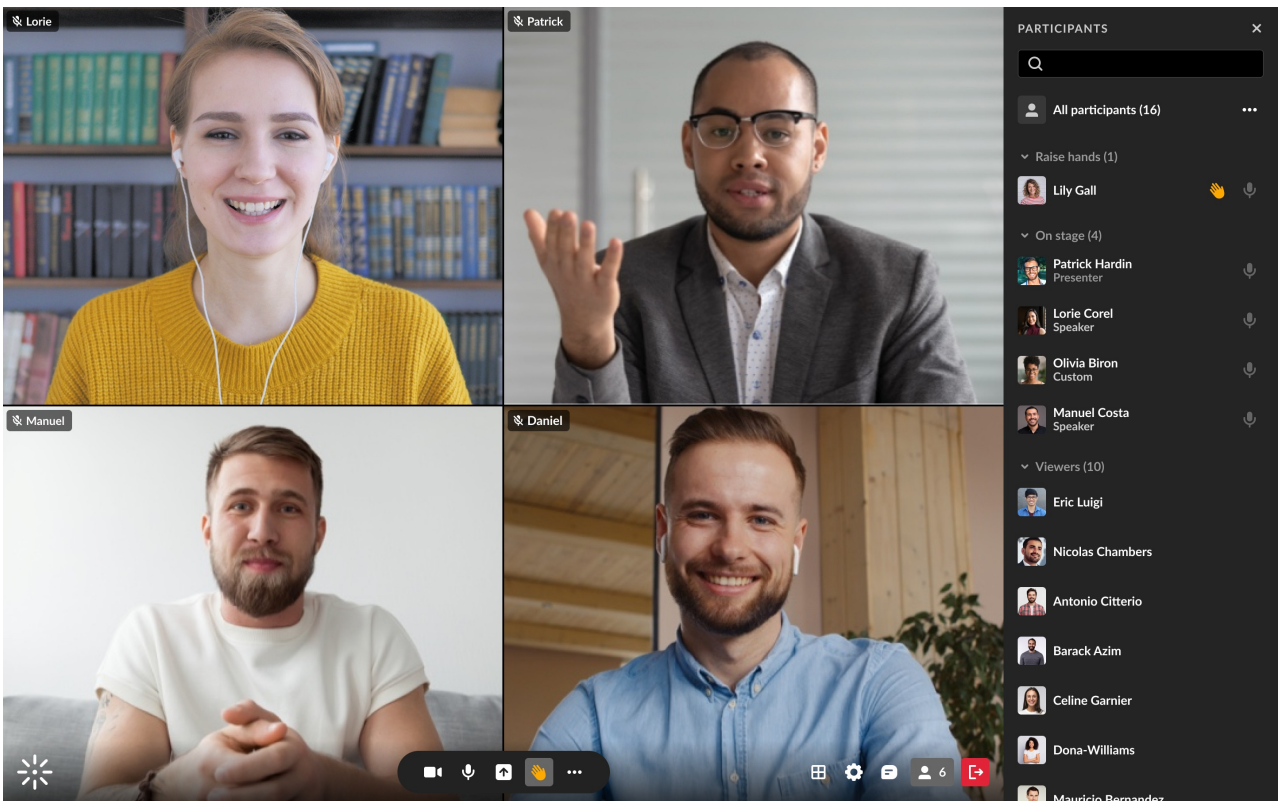 Lorie
Patrick
Manuel
Daniel
6
PARTICIPANTS
All participants (16)
Raise hands (1)
Lily Gall
On stage (4)
Patrick Hardin
Presenter
Lorie Corel
Speaker
Olivia Biron
Custom
Manuel Costa
Speaker
Viewers (10)
Eric Luigi
Nicolas Chambers
Antonio Citterio
Barack Azim
Celine Garnier
Dona-Williams
Mauricio Bernandez